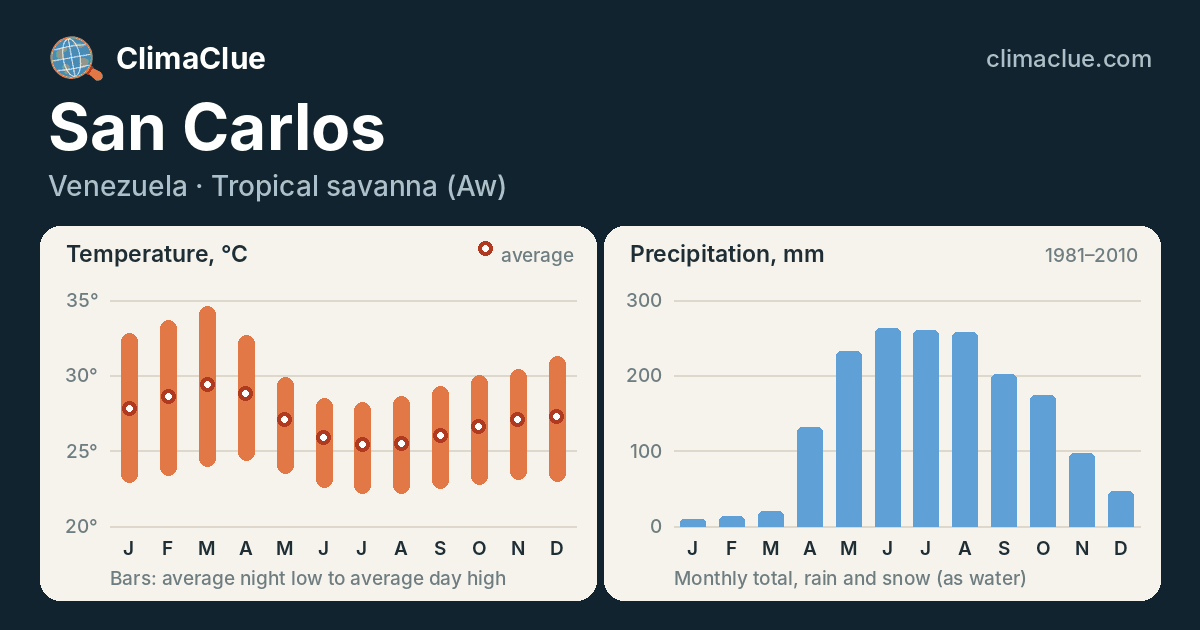 ClimaClue
climaclue.com
San Carlos
Venezuela · Tropical savanna (Aw)
Temperature, °C
average
35°
30°
25°
20°
J F M A M J J A S O N D
Bars: average night low to average day high
Precipitation, mm
1981–2010
300
200
100
0
J F M A M J J A S O N D
Monthly total, rain and snow (as water)